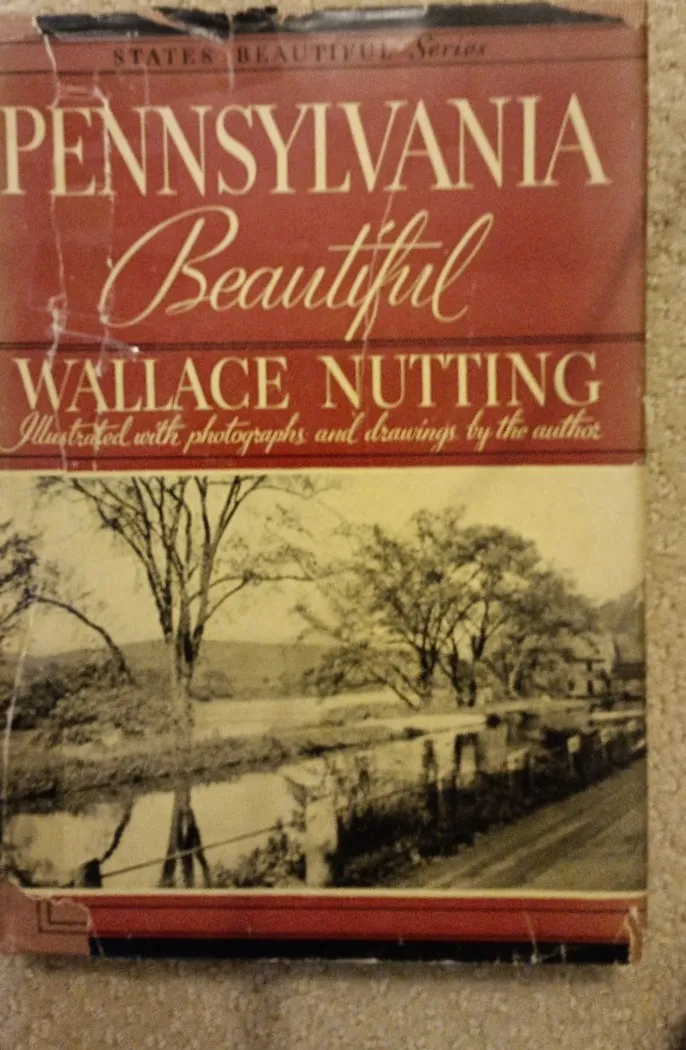 STATES BEAUTIFUL Series
PENNSYLVANIA
Beautiful
WALLACE NUTTING
Illustrated with photographs and drawings by the author